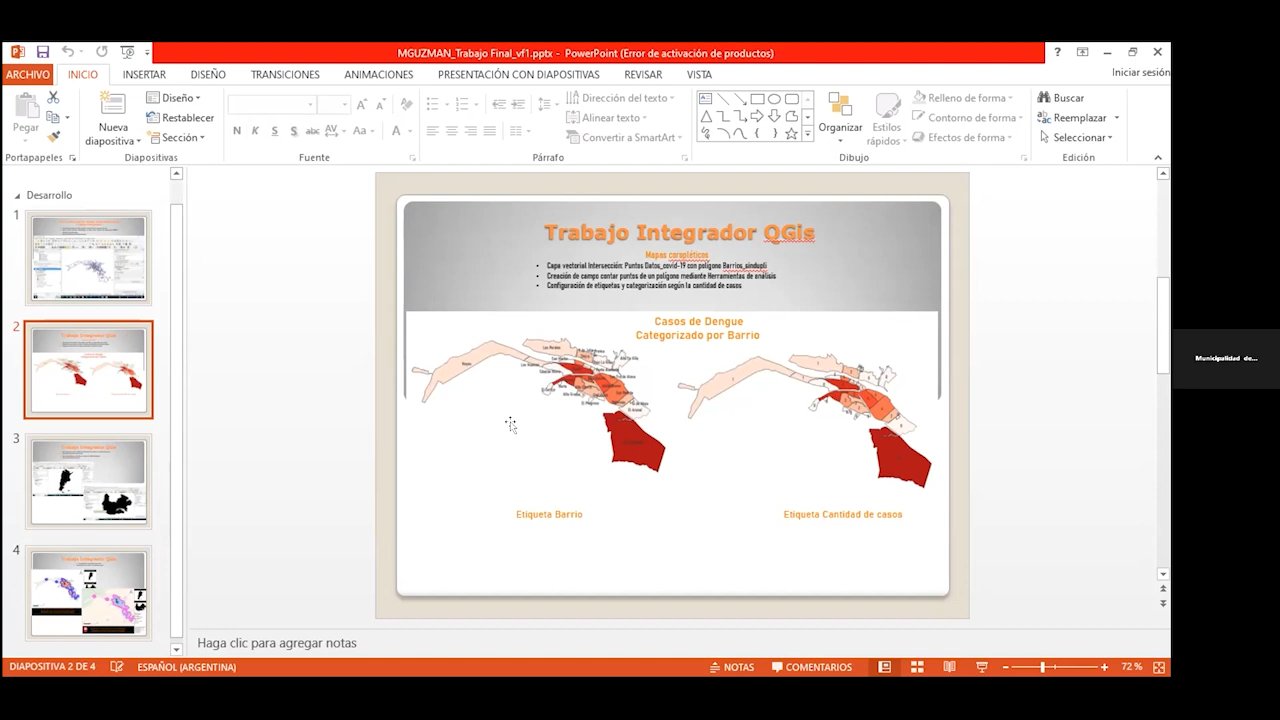 MGUZMAN_Trabajo Final_vf1.pptx - PowerPoint (Error de activación de productos)
ARCHIVO INICIO INSERTAR DISEÑO TRANSICIONES ANIMACIONES PRESENTACIÓN CON DIAPOSITIVAS REVISAR VISTA
Iniciar sesión
Pegar
Nueva diapositiva
Diseño
Restablecer
Sección
Dirección del texto
Alinear texto
Convertir a SmartArt
Organizar
Estilos rápidos
Relleno de forma
Contorno de forma
Efectos de forma
Buscar
Reemplazar
Seleccionar
Portapapeles Diapositivas Fuente Párrafo Dibujo Edición
Desarrollo
1
2
3
4
Trabajo Integrador QGis
Mapas coropléticos
• Capa vectorial Intersección: Puntos Datos_covid-19 con polígono Barrios_sindupli
• Creación de campo contar puntos de un polígono mediante Herramientas de análisis
• Configuración de etiquetas y categorización según la cantidad de casos
Casos de Dengue
Categorizado por Barrio
Etiqueta Barrio
Etiqueta Cantidad de casos
Municipalidad de...
Haga clic para agregar notas
DIAPOSITIVA 2 DE 4 ESPAÑOL (ARGENTINA) NOTAS COMENTARIOS 72 %